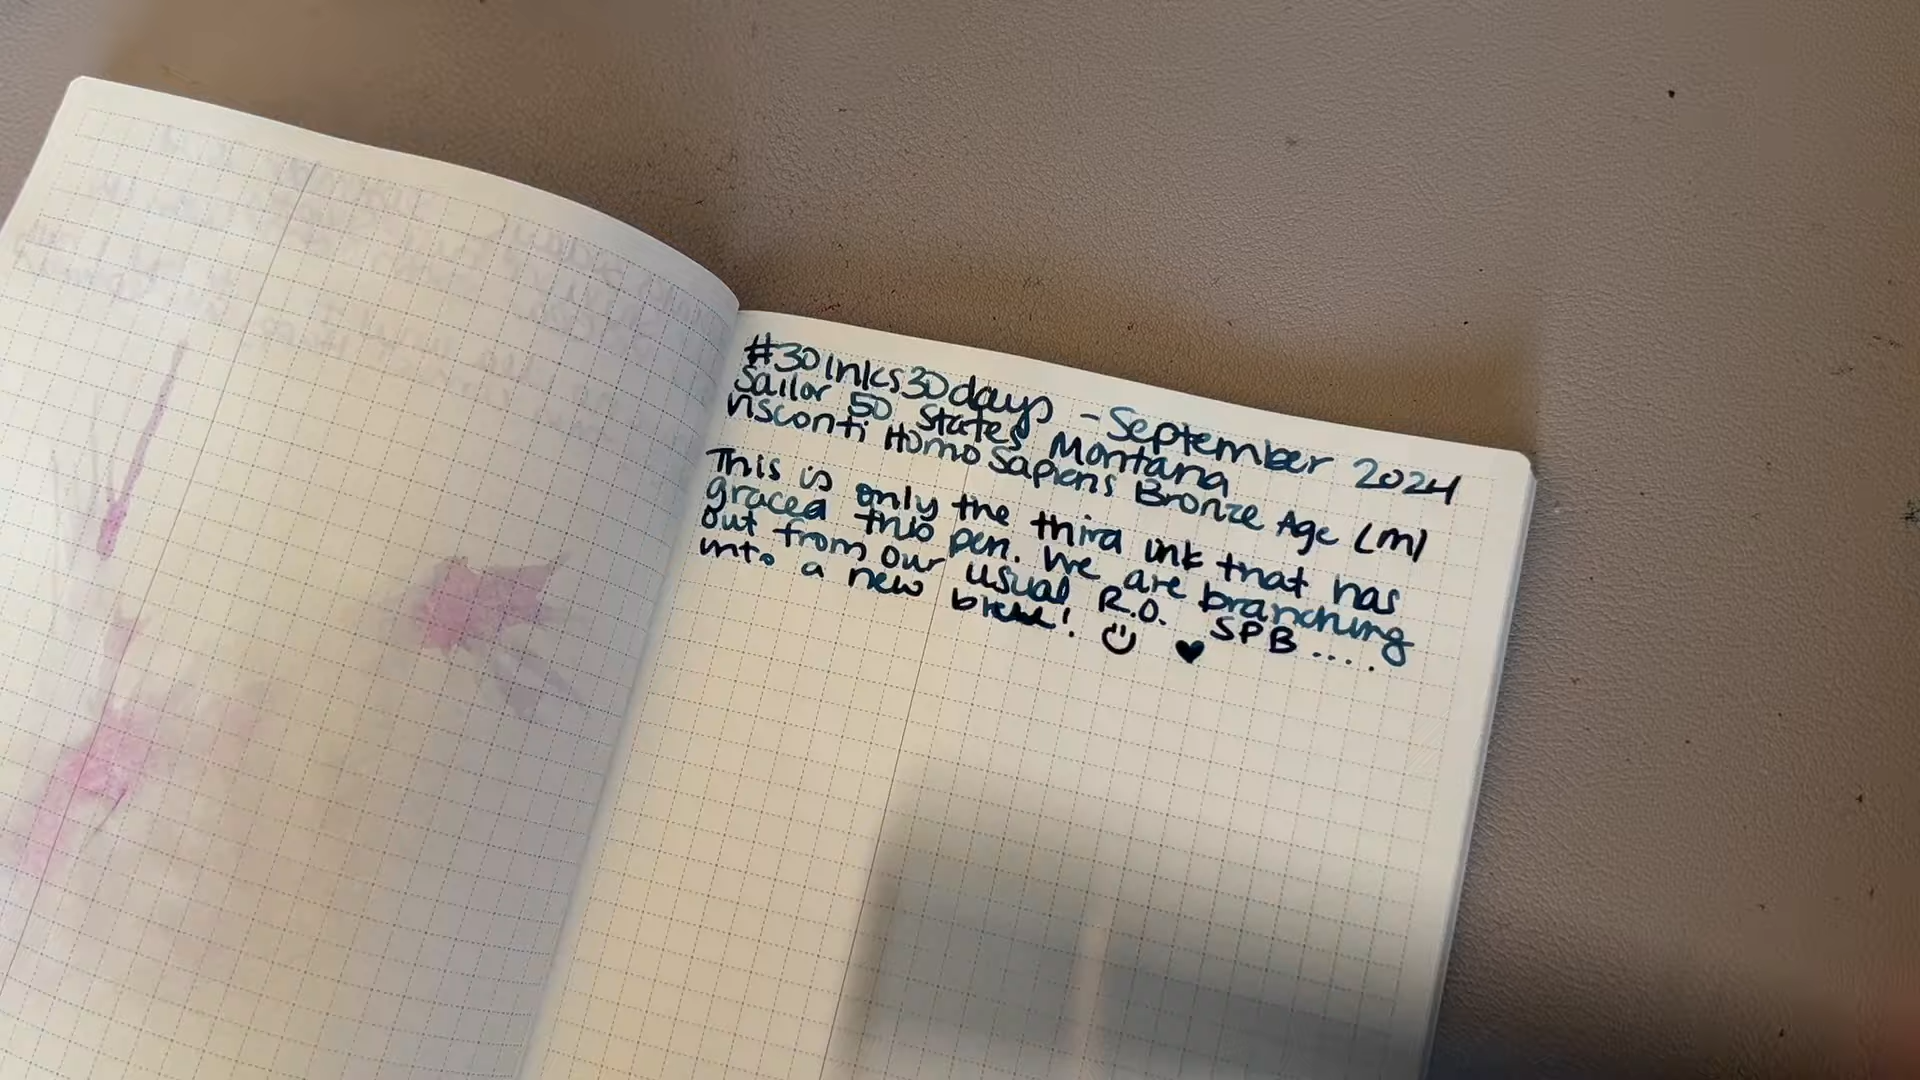 #30inks30days - September 2024
Sailor 50 States Montana
Visconti Homo Sapiens Bronze Age (m)
This is only the third ink that has
graced this pen. We are branching
out from our usual R.O. SPB....
into a new !